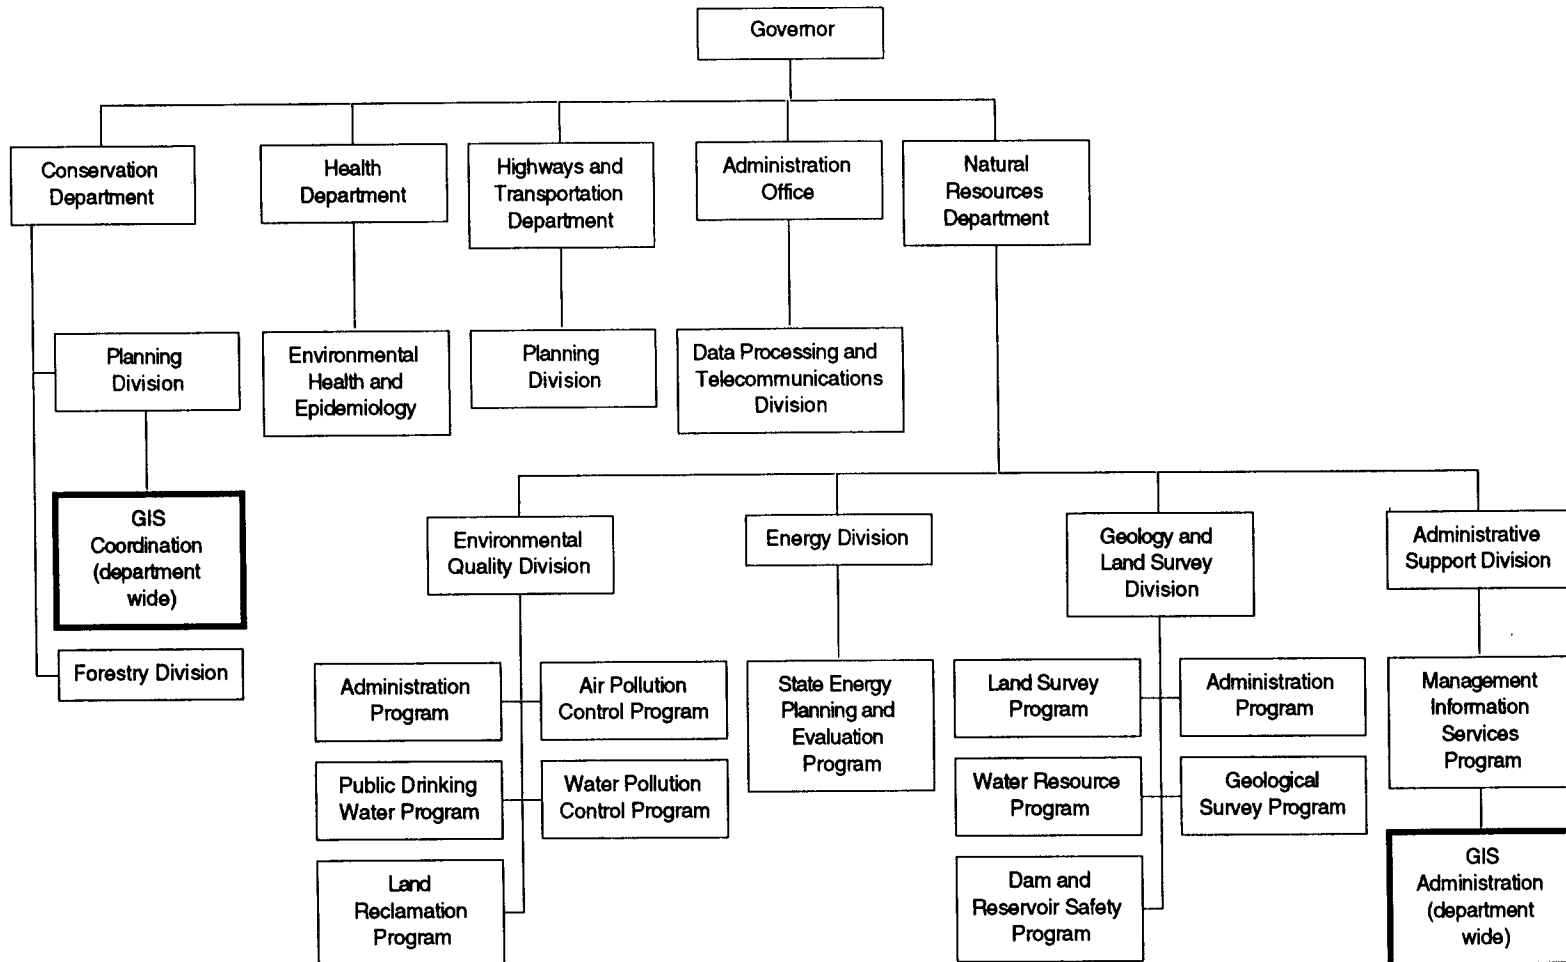 Governor
Conservation
Department
Health
Department
Highways and
Transportation
Department
Administration
Office
Natural
Resources
Department
Planning
Division
Environmental
Health and
Epidemiology
Planning
Division
Data Processing and
Telecommunications
Division
GIS
Coordination
(department
wide)
Forestry Division
Environmental
Quality Division
Energy Division
Geology and
Land Survey
Division
Administrative
Support Division
Administration
Program
Air Pollution
Control Program
Public Drinking
Water Program
Water Pollution
Control Program
Land
Reclamation
Program
State Energy
Planning and
Evaluation
Program
Land Survey
Program
Administration
Program
Water Resource
Program
Geological
Survey Program
Dam and
Reservoir Safety
Program
Management
Information
Services
Program
GIS
Administration
(department
wide)